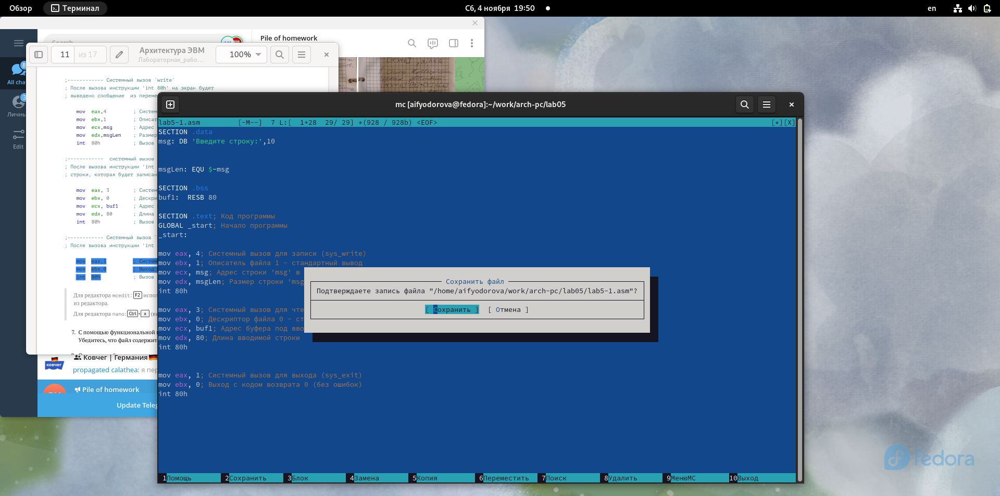 Обзор
Терминал
Сб, 4 ноября 19:50
en
Search
Pile of homework
11 из 17
Архитектура ЭВМ
Лабораторная_рабо...
100%
8
All cha
3
Личны
Edit
;------------ Системный вызов `write`
; После вызова инструкции 'int 80h' на экран будет
; выведено сообщение из переме
mov eax,4 ; Систем
mov ebx,1 ; Описат
mov ecx,msg ; Адрес
mov edx,msgLen ; Размер
int 80h ; Вызов
;------------ системный вызов
; После вызова инструкции 'int
; строки, которая будет записан
mov eax, 3 ; Систем
mov ebx, 0 ; Дескри
mov ecx, buf1 ; Адрес
mov edx, 80 ; Длина
int 80h ; Вызов
;------------ Системный вызов `
; После вызова инструкции 'int
mov eax,1 ; Систем
mov ebx,0 ; Выход
int 80h ; Вызов
Для редактора mcedit: F2 испол
из редактора.
Для редактора nano: Ctrl+x (вы
7. С помощью функциональной
Убедитесь, что файл содержит
ковчег
Ковчег | Германия
propagated calathea: я пер
Pile of homework
Update Teleg
mc [aifyodorova@fedora]:~/work/arch-pc/lab05
lab5-1.asm [-M--] 7 L:[ 1+28 29/ 29] *(928 / 928b) <EOF> [*][X]
SECTION .data
msg: DB 'Введите строку:',10
msgLen: EQU $-msg
SECTION .bss
buf1: RESB 80
SECTION .text; Код программы
GLOBAL _start; Начало программы
_start:
mov eax, 4; Системный вызов для записи (sys_write)
mov ebx, 1; Описатель файла 1 - стандартный вывод
mov ecx, msg; Адрес строки 'msg' в
mov edx, msgLen; Размер строки 'msg
int 80h
mov eax, 3; Системный вызов для чте
mov ebx, 0; Дескриптор файла 0 - ст
mov ecx, buf1; Адрес буфера под вво
mov edx, 80; Длина вводимой строки
int 80h
mov eax, 1; Системный вызов для выхода (sys_exit)
mov ebx, 0; Выход с кодом возврата 0 (без ошибок)
int 80h
Сохранить файл
Подтверждаете запись файла "/home/aifyodorova/work/arch-pc/lab05/lab5-1.asm"?
[ Сохранить ] [ Отмена ]
1Помощь 2Сохранить 3Блок 4Замена 5Копия 6Переместить 7Поиск 8Удалить 9МенюMC 10Выход
fedora